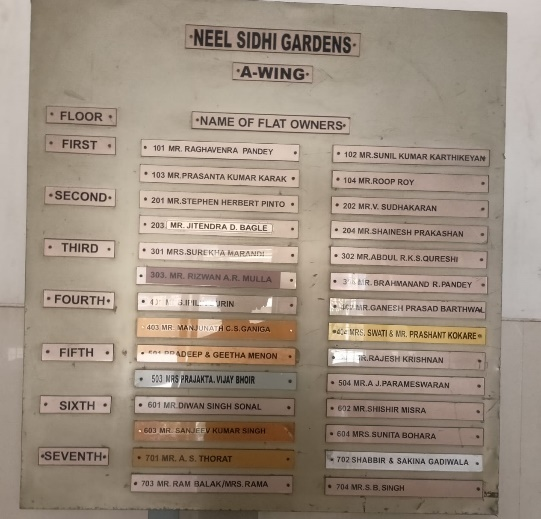 NEEL SIDHI GARDENS
A-WING
FLOOR
NAME OF FLAT OWNERS
FIRST
101 MR. RAGHAVENRA PANDEY
102 MR.SUNIL KUMAR KARTHIKEYAN
103 MR.PRASANTA KUMAR KARAK
104 MR.ROOP ROY
SECOND
201 MR.STEPHEN HERBERT PINTO
202 MR.V. SUDHAKARAN
203 MR. JITENDRA D. BAGLE
204 MR.SHAINESH PRAKASHAN
THIRD
301 MRS.SUREKHA MARANDI
302 MR.ABDUL R.K.S.QURESHI
303. MR. RIZWAN A.R. MULLA
MR. BRAHMANAND R.PANDEY
FOURTH
MR.GANESH PRASAD BARTHWAL
403 MR. MANJUNATH C.S.GANIGA
404 MRS. SWATI & MR. PRASHANT KOKARE
FIFTH
501 PRADEEP & GEETHA MENON
MR.RAJESH KRISHNAN
503 MRS PRAJAKTA. VIJAY BHOIR
504 MR.A J.PARAMESWARAN
SIXTH
601 MR.DIWAN SINGH SONAL
602 MR.SHISHIR MISRA
603 MR. SANJEEV KUMAR SINGH
604 MRS.SUNITA BOHARA
SEVENTH
701 MR. A. S. THORAT
702 SHABBIR & SAKINA GADIWALA
703 MR. RAM BALAK/MRS.RAMA
704 MR.S.B.SINGH